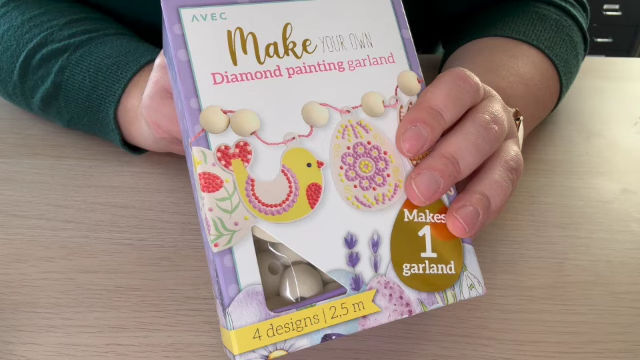 AVEC
Make YOUR OWN
Diamond painting garland
Makes
1
garland
4 designs | 2,5 m